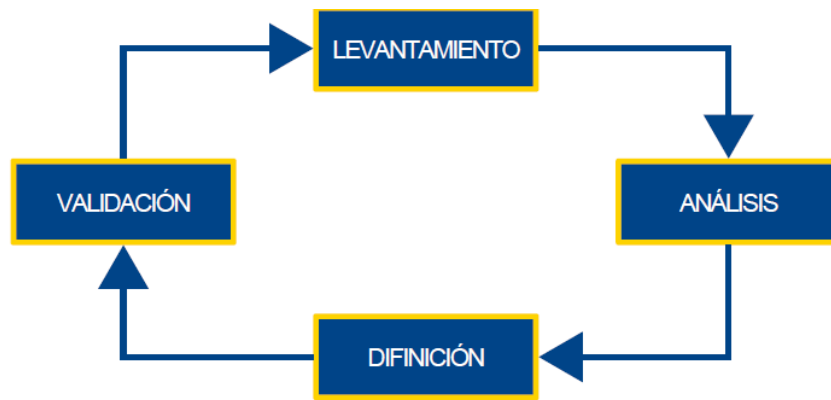 LEVANTAMIENTO
VALIDACIÓN
ANÁLISIS
DIFINICIÓN